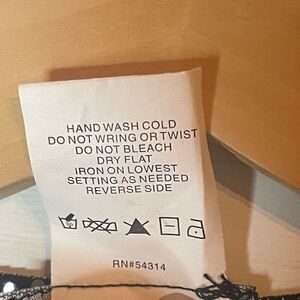 HAND WASH COLD
DO NOT WRING OR TWIST
DO NOT BLEACH
DRY FLAT
IRON ON LOWEST
SETTING AS NEEDED
REVERSE SIDE
RN#54314